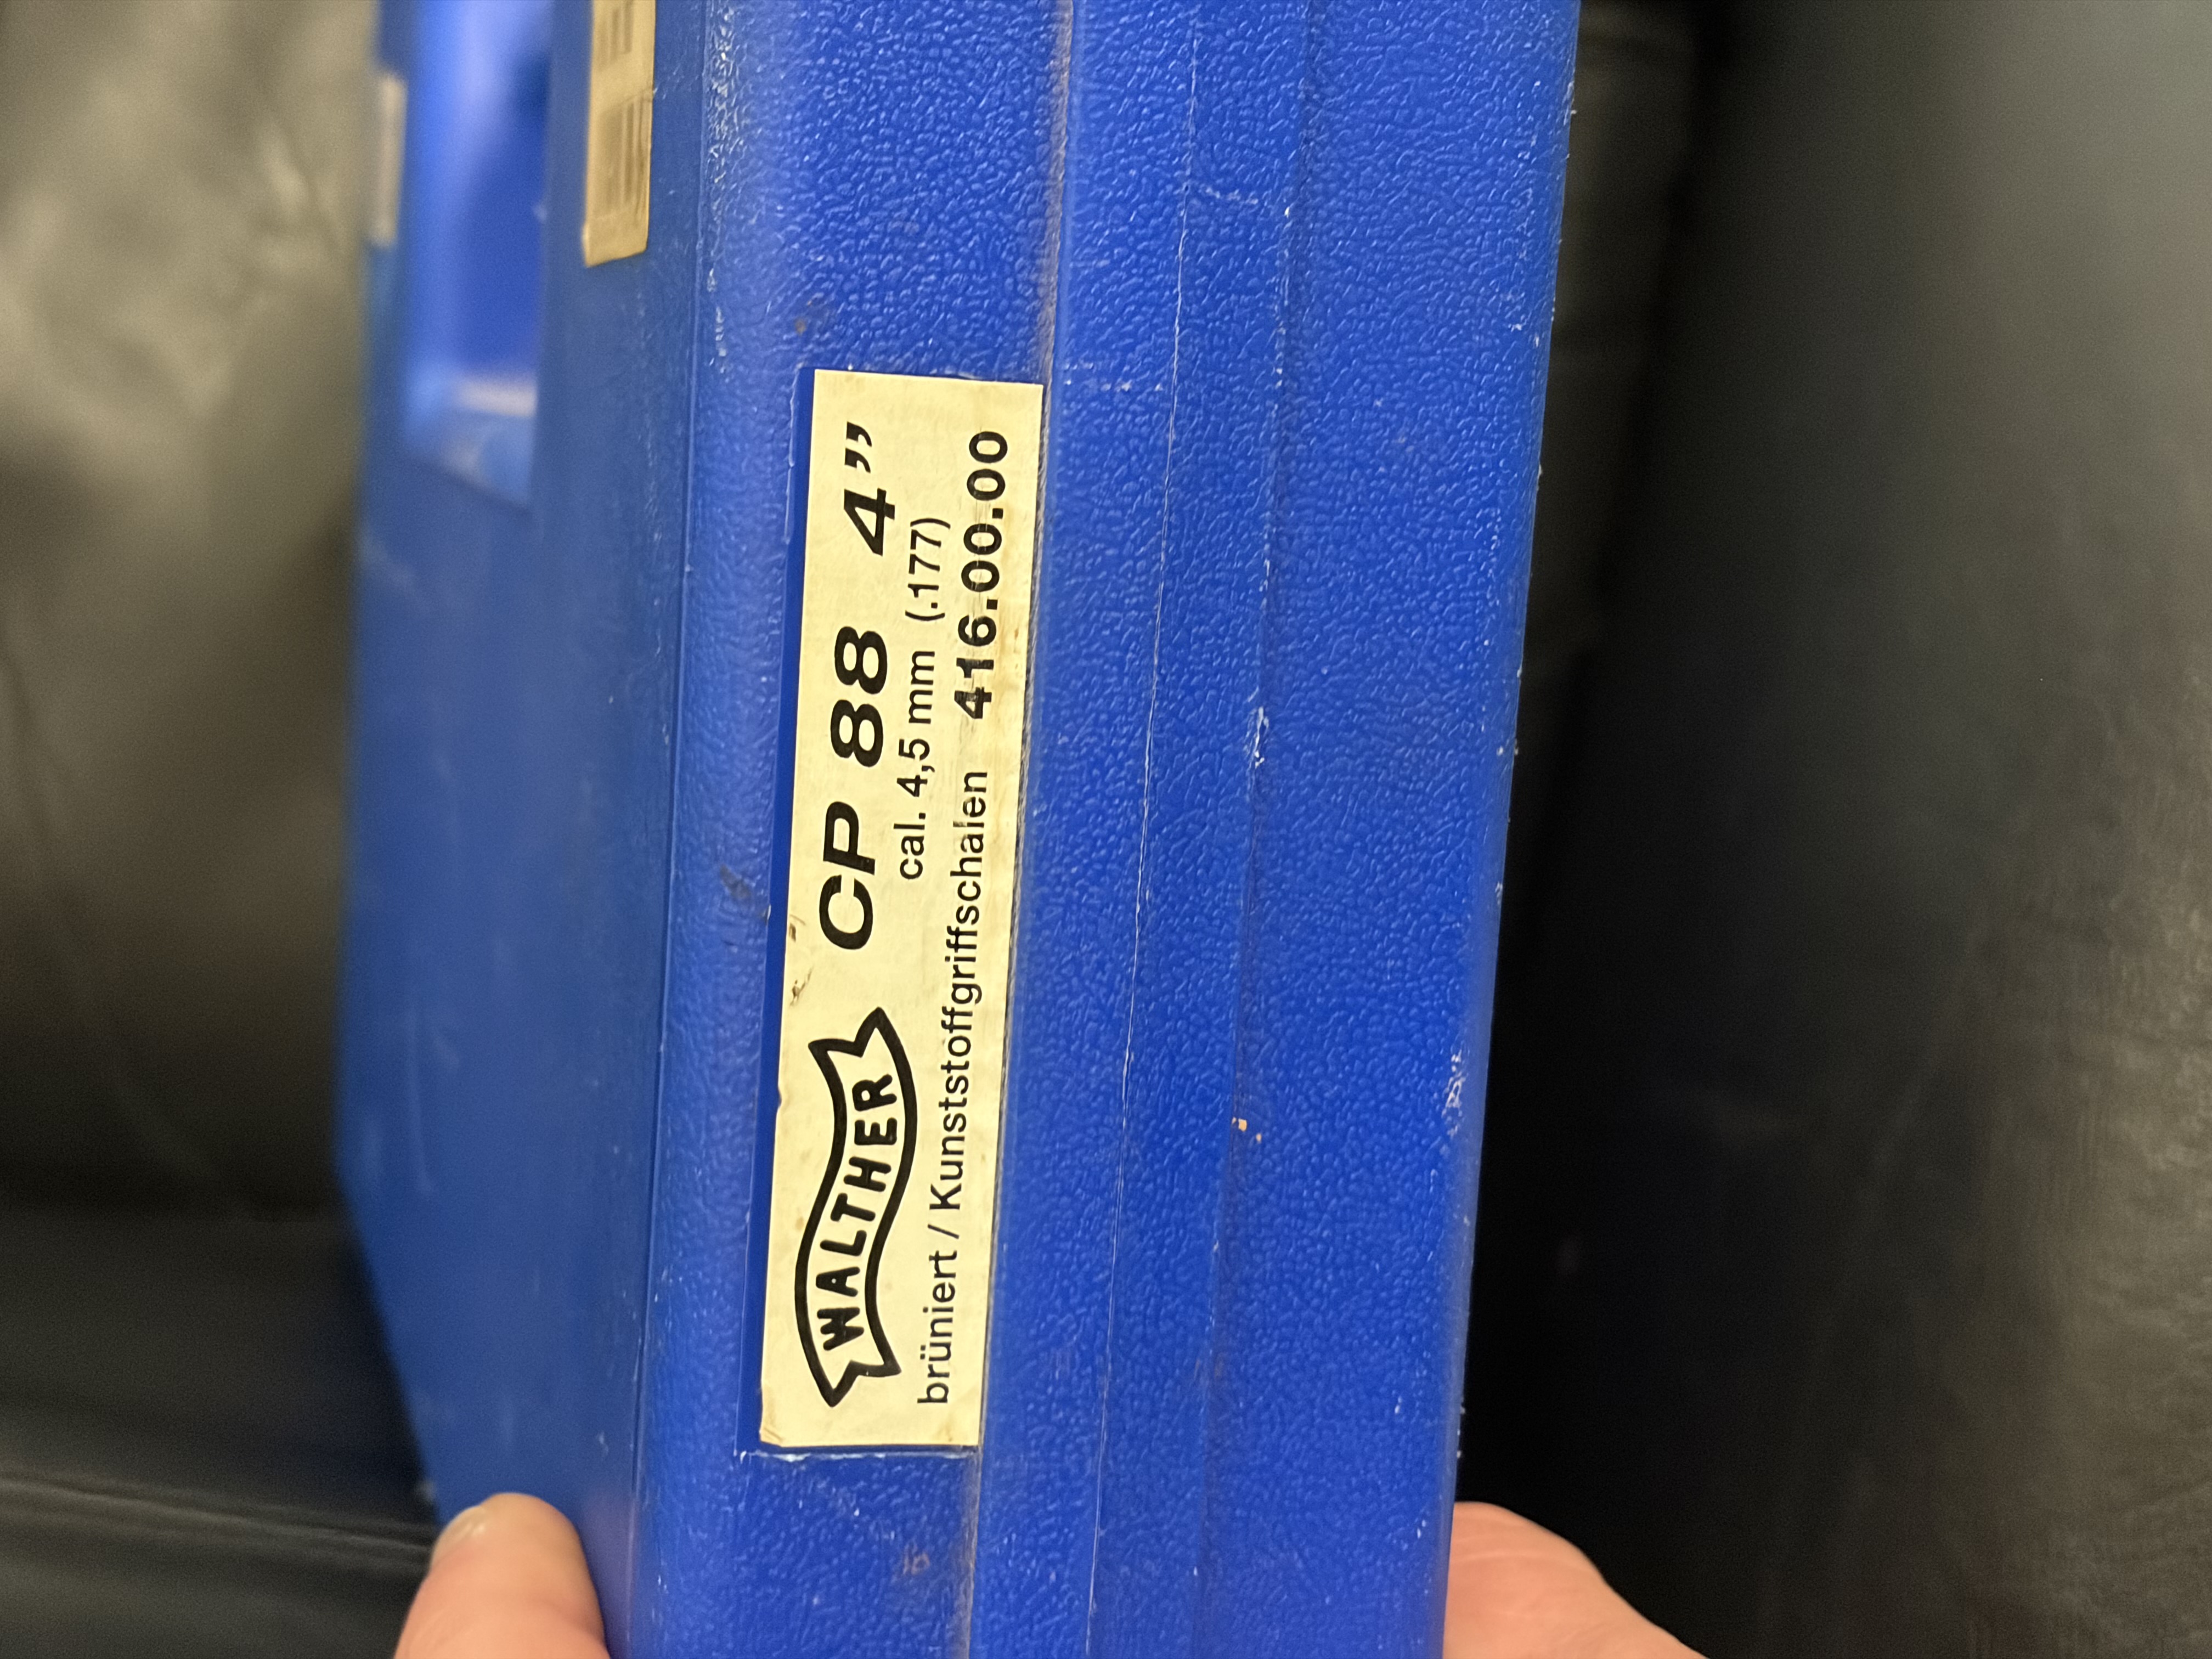 WALTHER CP 88 4”
cal. 4,5 mm (.177)
brüniert / Kunststoffgriffschalen 416.00.00